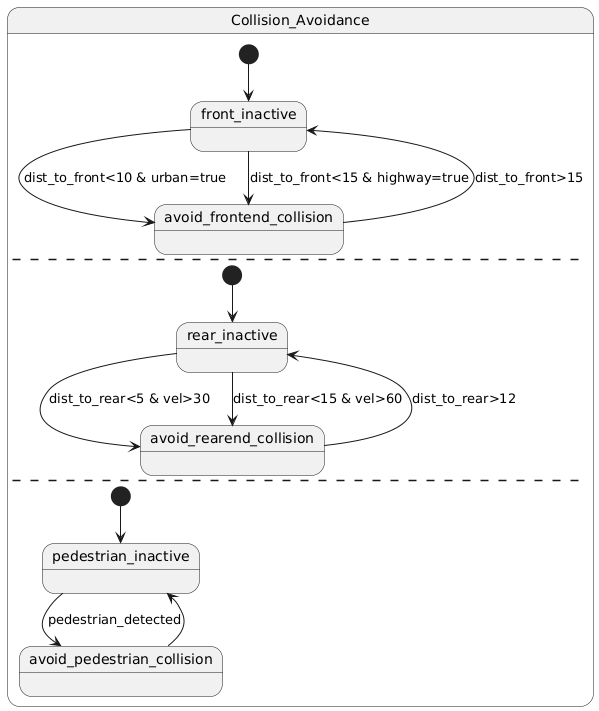 Collision_Avoidance
front_inactive
dist_to_front<10 & urban=true
dist_to_front<15 & highway=true
dist_to_front>15
avoid_frontend_collision
rear_inactive
dist_to_rear<5 & vel>30
dist_to_rear<15 & vel>60
dist_to_rear>12
avoid_rearend_collision
pedestrian_inactive
pedestrian_detected
avoid_pedestrian_collision